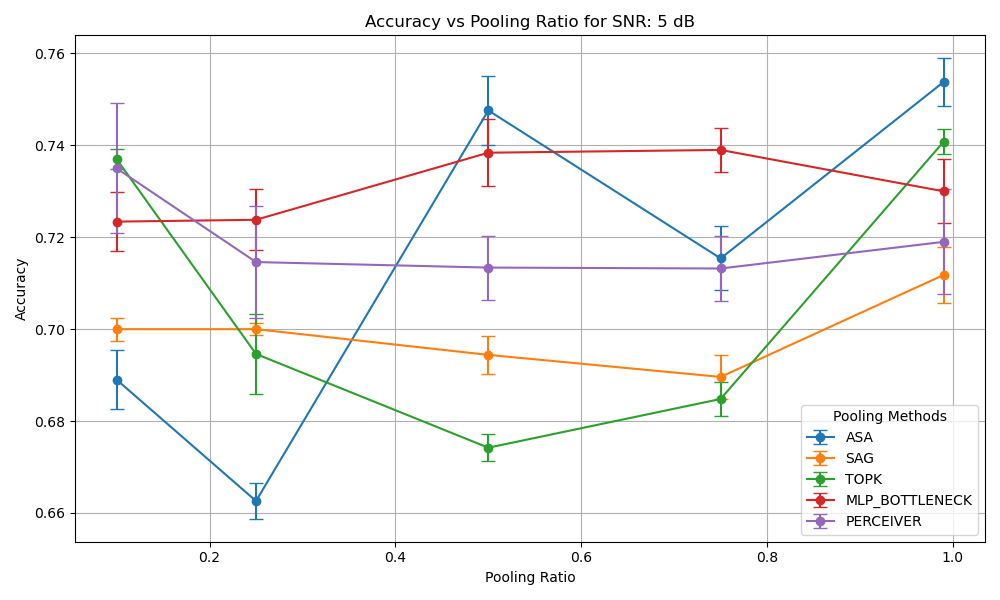 Accuracy vs Pooling Ratio for SNR: 5 dB
0.76
0.74
0.72
0.70
0.68
0.66
Accuracy
0.2
0.4
0.6
0.8
1.0
Pooling Ratio
Pooling Methods
ASA
SAG
TOPK
MLP_BOTTLENECK
PERCEIVER